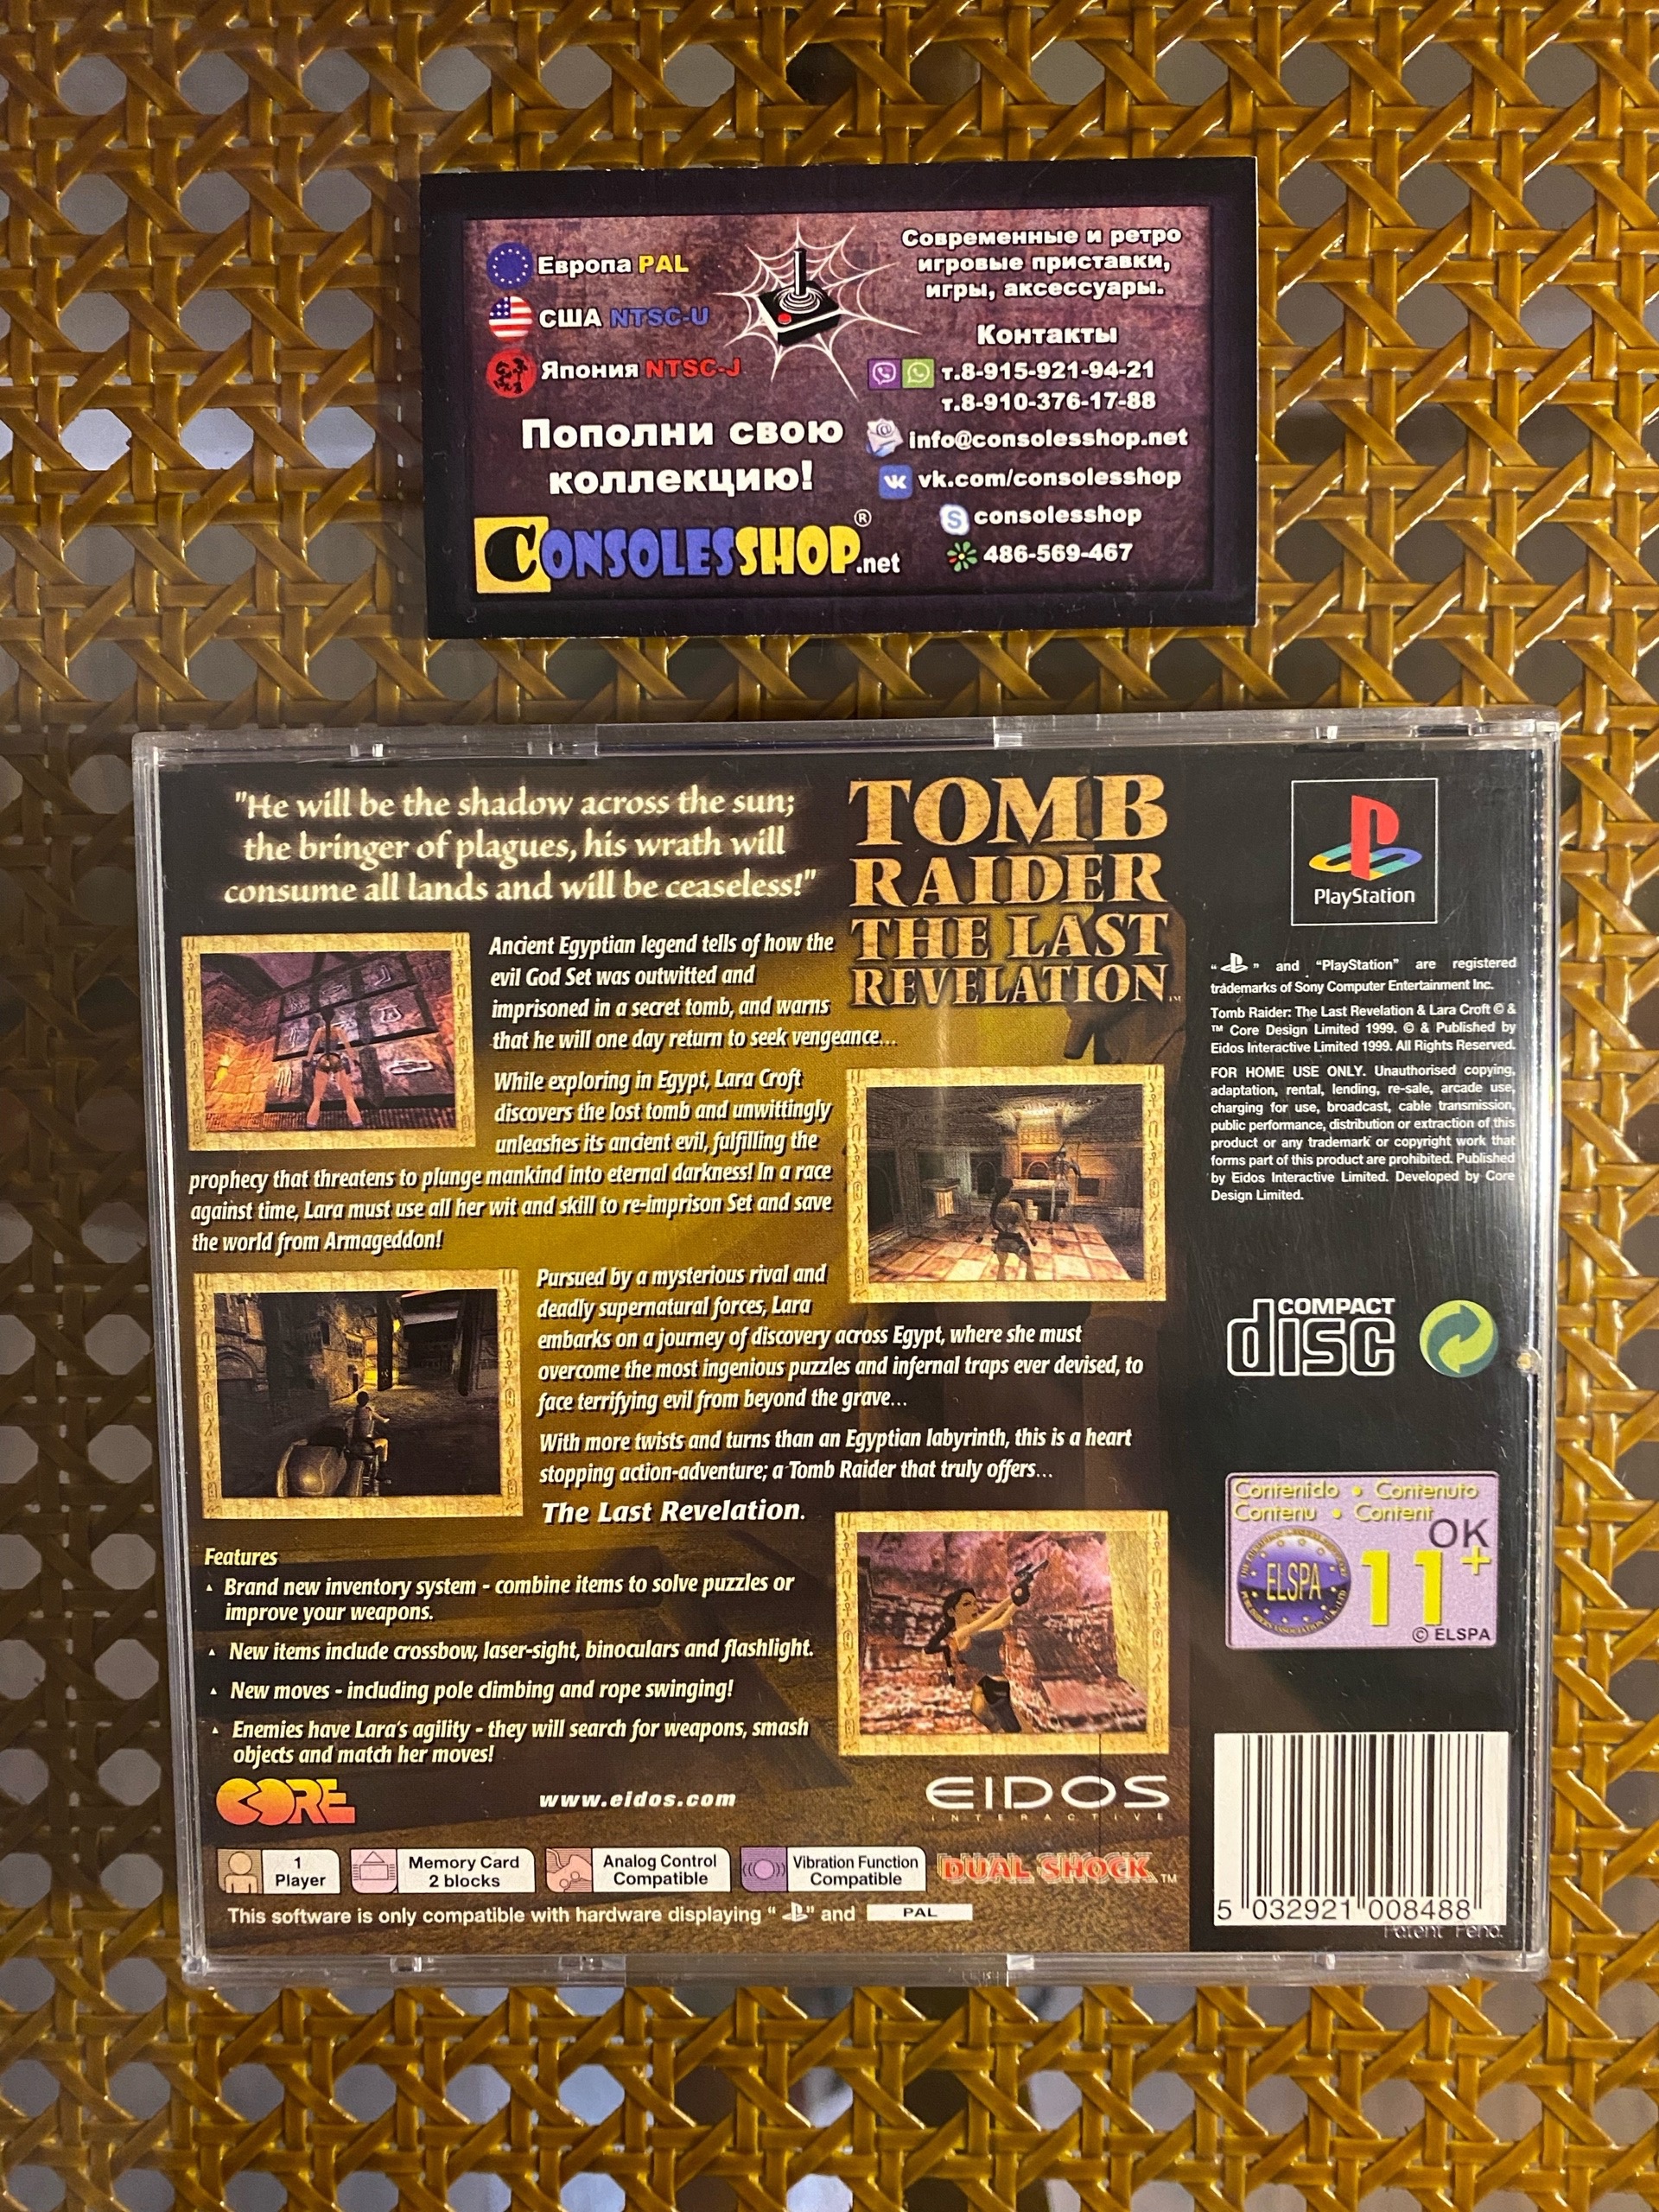 Европа PAL
США NTSC-U
Япония NTSC-J
Пополни свою
коллекцию!
CONSOLESSHOP.net
®
Современные и ретро
игровые приставки,
игры, аксессуары.
Контакты
т.8-915-921-94-21
т.8-910-376-17-88
info@consolesshop.net
vk.com/consolesshop
consolesshop
486-569-467
"He will be the shadow across the sun;
the bringer of plagues, his wrath will
consume all lands and will be ceaseless!"
TOMB
RAIDER
THE LAST
REVELATION™
Ancient Egyptian legend tells of how the
evil God Set was outwitted and
imprisoned in a secret tomb, and warns
that he will one day return to seek vengeance...
While exploring in Egypt, Lara Croft
discovers the lost tomb and unwittingly
unleashes its ancient evil, fulfilling the
prophecy that threatens to plunge mankind into eternal darkness! In a race
against time, Lara must use all her wit and skill to re-imprison Set and save
the world from Armageddon!
Pursued by a mysterious rival and
deadly supernatural forces, Lara
embarks on a journey of discovery across Egypt, where she must
overcome the most ingenious puzzles and infernal traps ever devised, to
face terrifying evil from beyond the grave...
With more twists and turns than an Egyptian labyrinth, this is a heart
stopping action-adventure; a Tomb Raider that truly offers...
The Last Revelation.
Features
Brand new inventory system - combine items to solve puzzles or
improve your weapons.
New items include crossbow, laser-sight, binoculars and flashlight.
New moves - including pole climbing and rope swinging!
Enemies have Lara's agility - they will search for weapons, smash
objects and match her moves!
CORE
www.eidos.com
EIDOS
INTERACTIVE
1
Player
Memory Card
2 blocks
Analog Control
Compatible
Vibration Function
Compatible
DUAL SHOCK™
This software is only compatible with hardware displaying " " and PAL
PlayStation
" " and "PlayStation" are registered
trademarks of Sony Computer Entertainment Inc.
Tomb Raider: The Last Revelation & Lara Croft © &
™ Core Design Limited 1999. © & Published by
Eidos Interactive Limited 1999. All Rights Reserved.
FOR HOME USE ONLY. Unauthorised copying,
adaptation, rental, lending, re-sale, arcade use,
charging for use, broadcast, cable transmission,
public performance, distribution or extraction of this
product or any trademark or copyright work that
forms part of this product are prohibited. Published
by Eidos Interactive Limited. Developed by Core
Design Limited.
COMPACT
disc
Contenido • Contenuto
Contenu • Content
OK
ELSPA
11+
© ELSPA
5 032921 008488
Patent Pend.